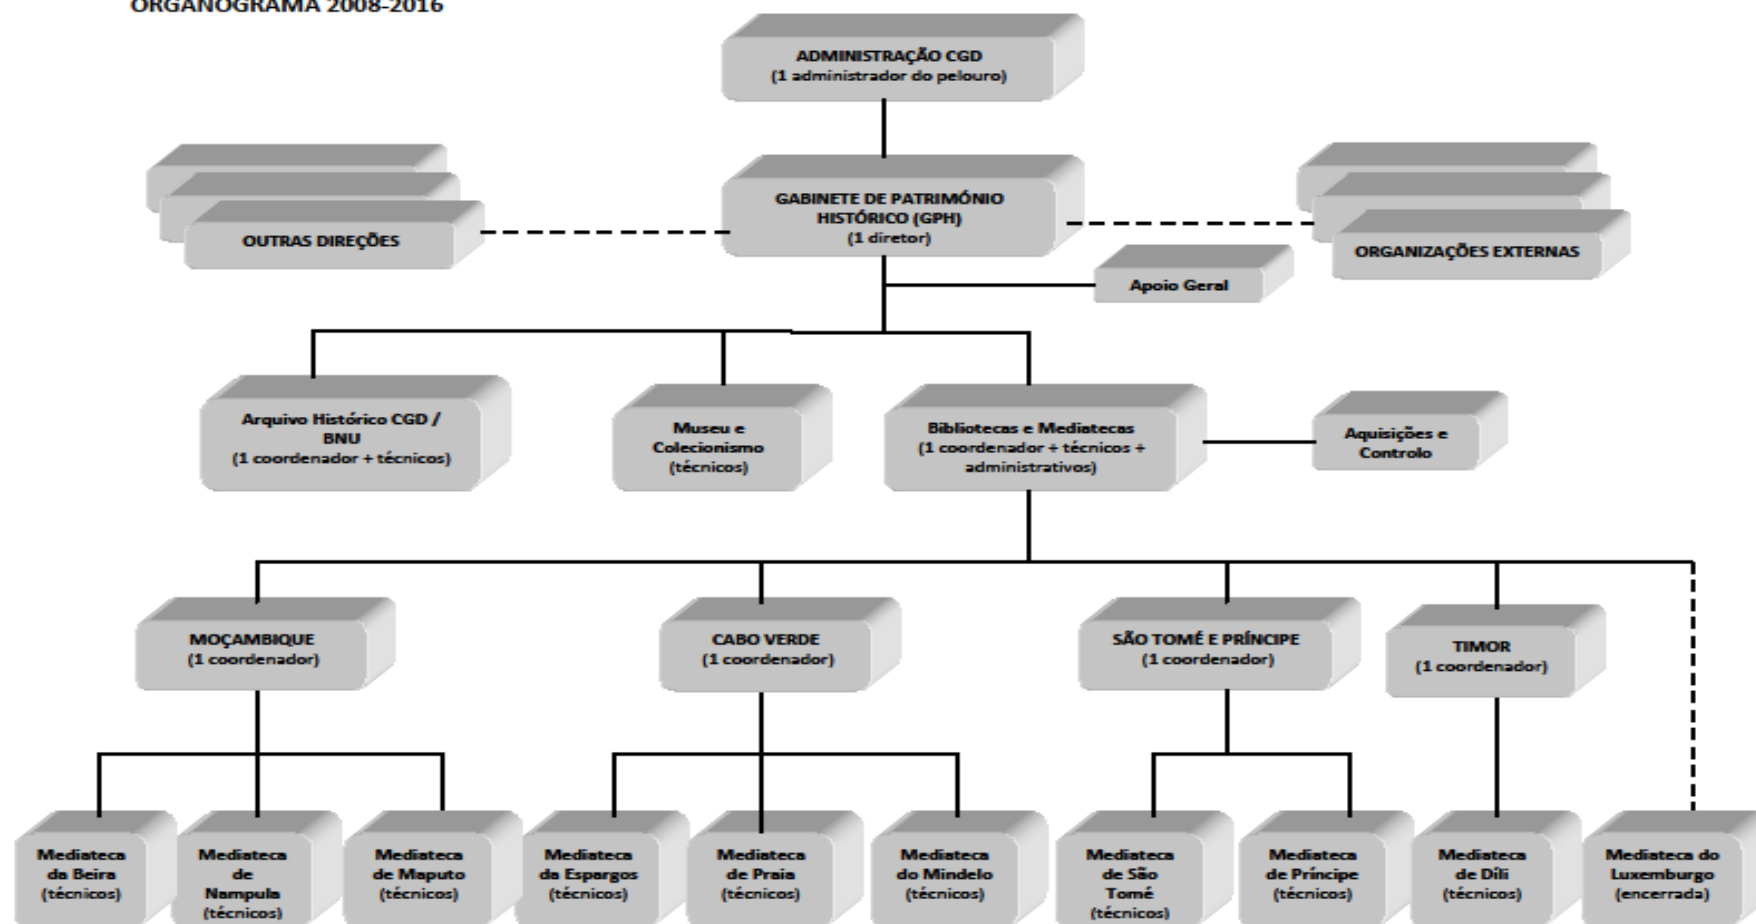 ORGANOGRAMA 2008-2016
ADMINISTRAÇÃO CGD
(1 administrador do pelouro)
GABINETE DE PATRIMÓNIO
HISTÓRICO (GPH)
(1 diretor)
OUTRAS DIREÇÕES
ORGANIZAÇÕES EXTERNAS
Apoio Geral
Arquivo Histórico CGD /
BNU
(1 coordenador + técnicos)
Museu e
Colecionismo
(técnicos)
Bibliotecas e Mediatecas
(1 coordenador + técnicos +
administrativos)
Aquisições e
Controlo
MOÇAMBIQUE
(1 coordenador)
CABO VERDE
(1 coordenador)
SÃO TOMÉ E PRÍNCIPE
(1 coordenador)
TIMOR
(1 coordenador)
Mediateca
da Beira
(técnicos)
Mediateca
de
Nampula
(técnicos)
Mediateca
de Maputo
(técnicos)
Mediateca
da Espargos
(técnicos)
Mediateca
de Praia
(técnicos)
Mediateca
do Mindelo
(técnicos)
Mediateca
de São
Tomé
(técnicos)
Mediateca
de Príncipe
(técnicos)
Mediateca
de Díli
(técnicos)
Mediateca do
Luxemburgo
(encerrada)